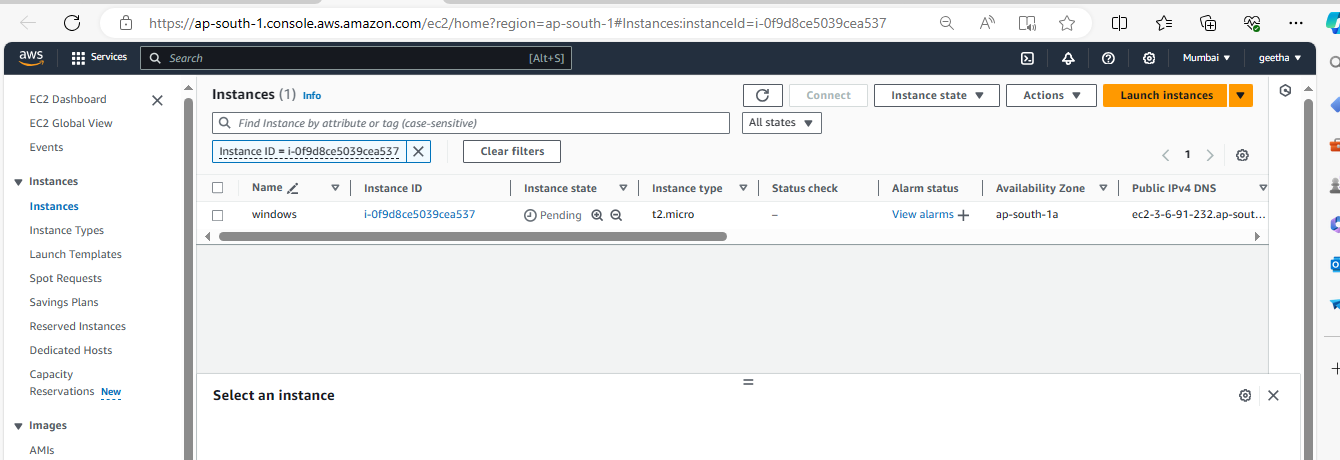 https://ap-south-1.console.aws.amazon.com/ec2/home?region=ap-south-1#Instances:instanceId=i-0f9d8ce5039cea537
aws Services Search [Alt+S] Mumbai geetha
EC2 Dashboard
EC2 Global View
Events
Instances
Instances
Instance Types
Launch Templates
Spot Requests
Savings Plans
Reserved Instances
Dedicated Hosts
Capacity
Reservations New
Images
AMIs
Instances (1) Info Connect Instance state Actions Launch instances
Find Instance by attribute or tag (case-sensitive) All states
Instance ID = i-0f9d8ce5039cea537 Clear filters
1
Name Instance ID Instance state Instance type Status check Alarm status Availability Zone Public IPv4 DNS
windows i-0f9d8ce5039cea537 Pending t2.micro – View alarms ap-south-1a ec2-3-6-91-232.ap-sout...
Select an instance